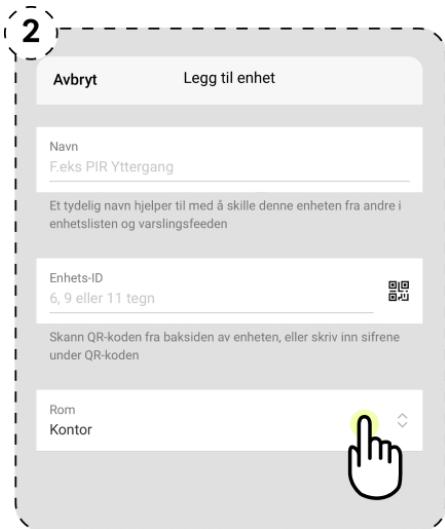 2
Avbryt
Legg til enhet
Navn
F.eks PIR Yttergang
Et tydelig navn hjelper til med å skille denne enheten fra andre i
enhetslisten og varslingsfeeden
Enhets-ID
6, 9 eller 11 tegn
Skann QR-koden fra baksiden av enheten, eller skriv inn sifrene
under QR-koden
Rom
Kontor